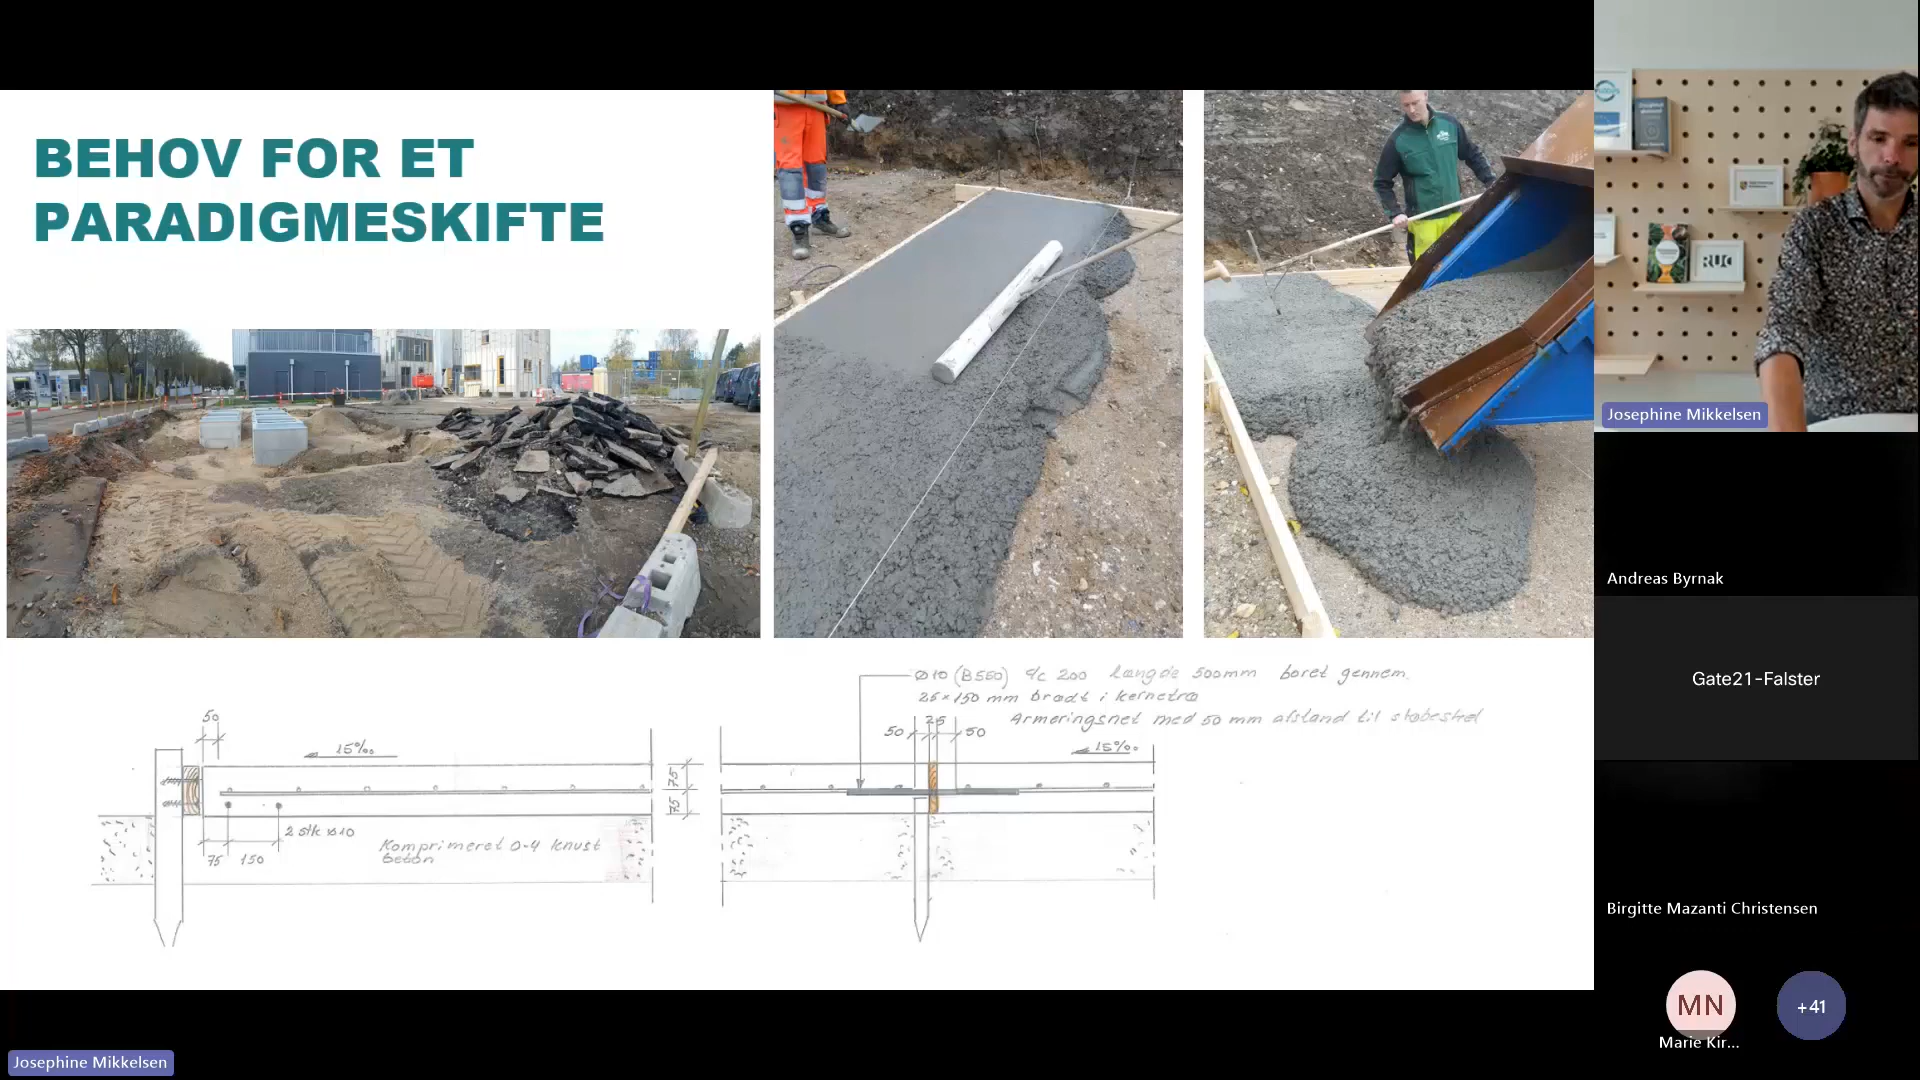 BEHOV FOR ET
PARADIGMESKIFTE
Ø10 (B550) c/c 200 længde 500mm boret gennem
25×150 mm brædt i kernetræ
Armeringsnet med 50 mm afstand til støbeskel
50
15‰
75
75
50 25 50
15‰
2 stk ø10
75 150
Komprimeret 0-4 knust
beton
RUC
Josephine Mikkelsen
Andreas Byrnak
Gate21-Falster
Birgitte Mazanti Christensen
MN
+41
Marie Kir...
Josephine Mikkelsen